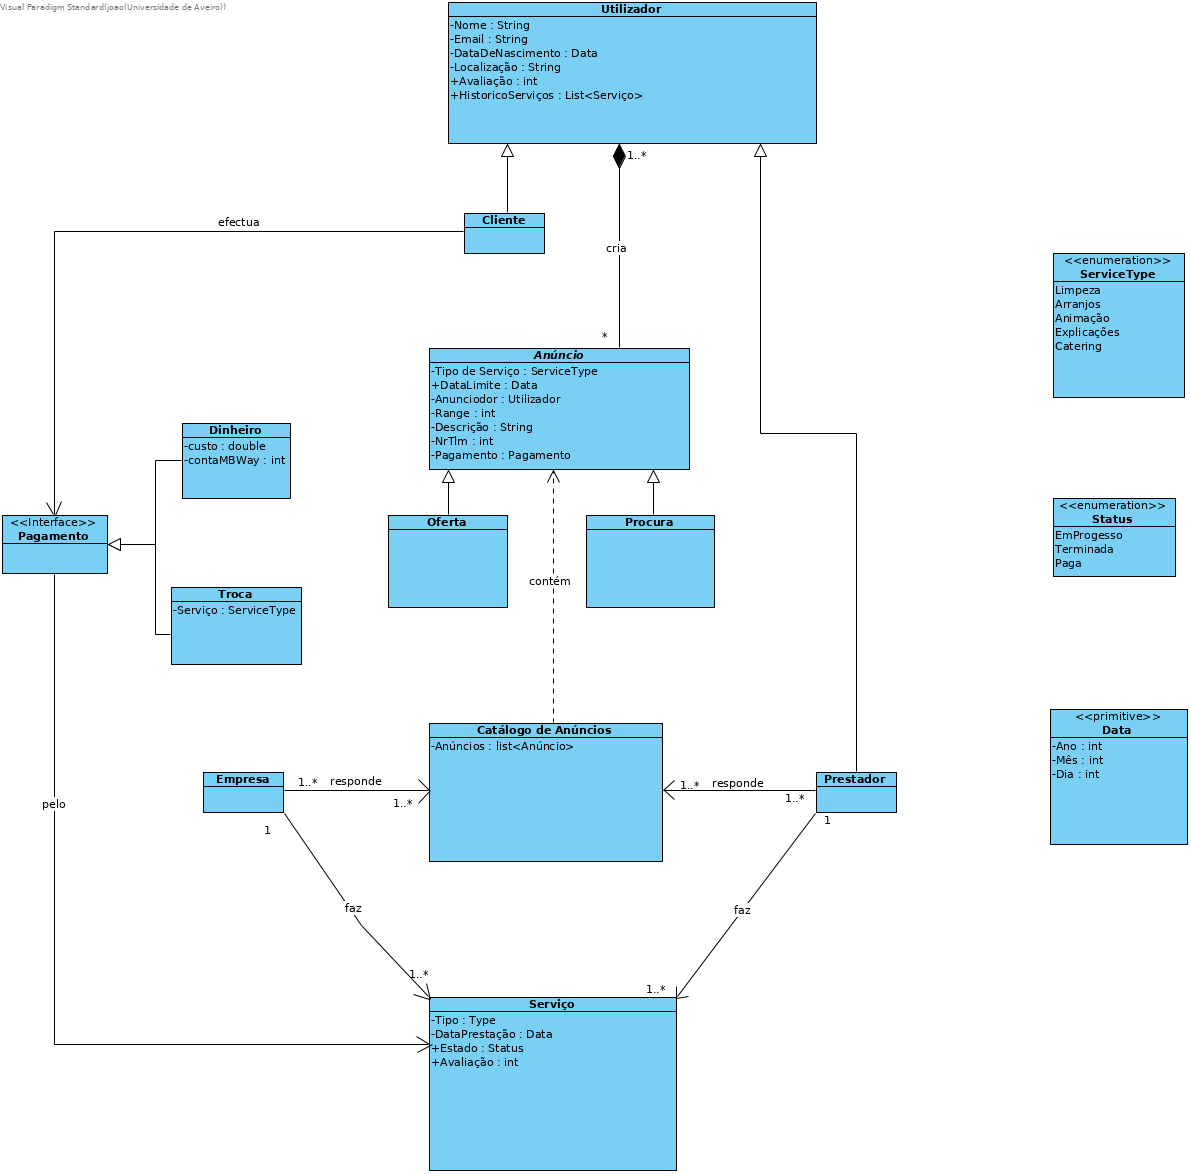 Visual Paradigm Standard(joao(Universidade de Aveiro))
Utilizador
-Nome : String
-Email : String
-DataDeNascimento : Data
-Localização : String
+Avaliação : int
+HistoricoServiços : List<Serviço>
1..*
efectua
Cliente
cria
*
<<enumeration>>
ServiceType
Limpeza
Arranjos
Animação
Explicações
Catering
Anúncio
-Tipo de Serviço : ServiceType
+DataLimite : Data
-Anunciodor : Utilizador
-Range : int
-Descrição : String
-NrTlm : int
-Pagamento : Pagamento
Dinheiro
-custo : double
-contaMBWay : int
<<Interface>>
Pagamento
Oferta
Procura
<<enumeration>>
Status
EmProgesso
Terminada
Paga
contém
Troca
-Serviço : ServiceType
Catálogo de Anúncios
-Anúncios : list<Anúncio>
<<primitive>>
Data
-Ano : int
-Mês : int
-Dia : int
Empresa
1..*
responde
1..*
1..*
responde
1..*
Prestador
pelo
1
1
faz
faz
1..*
1..*
Serviço
-Tipo : Type
-DataPrestação : Data
+Estado : Status
+Avaliação : int